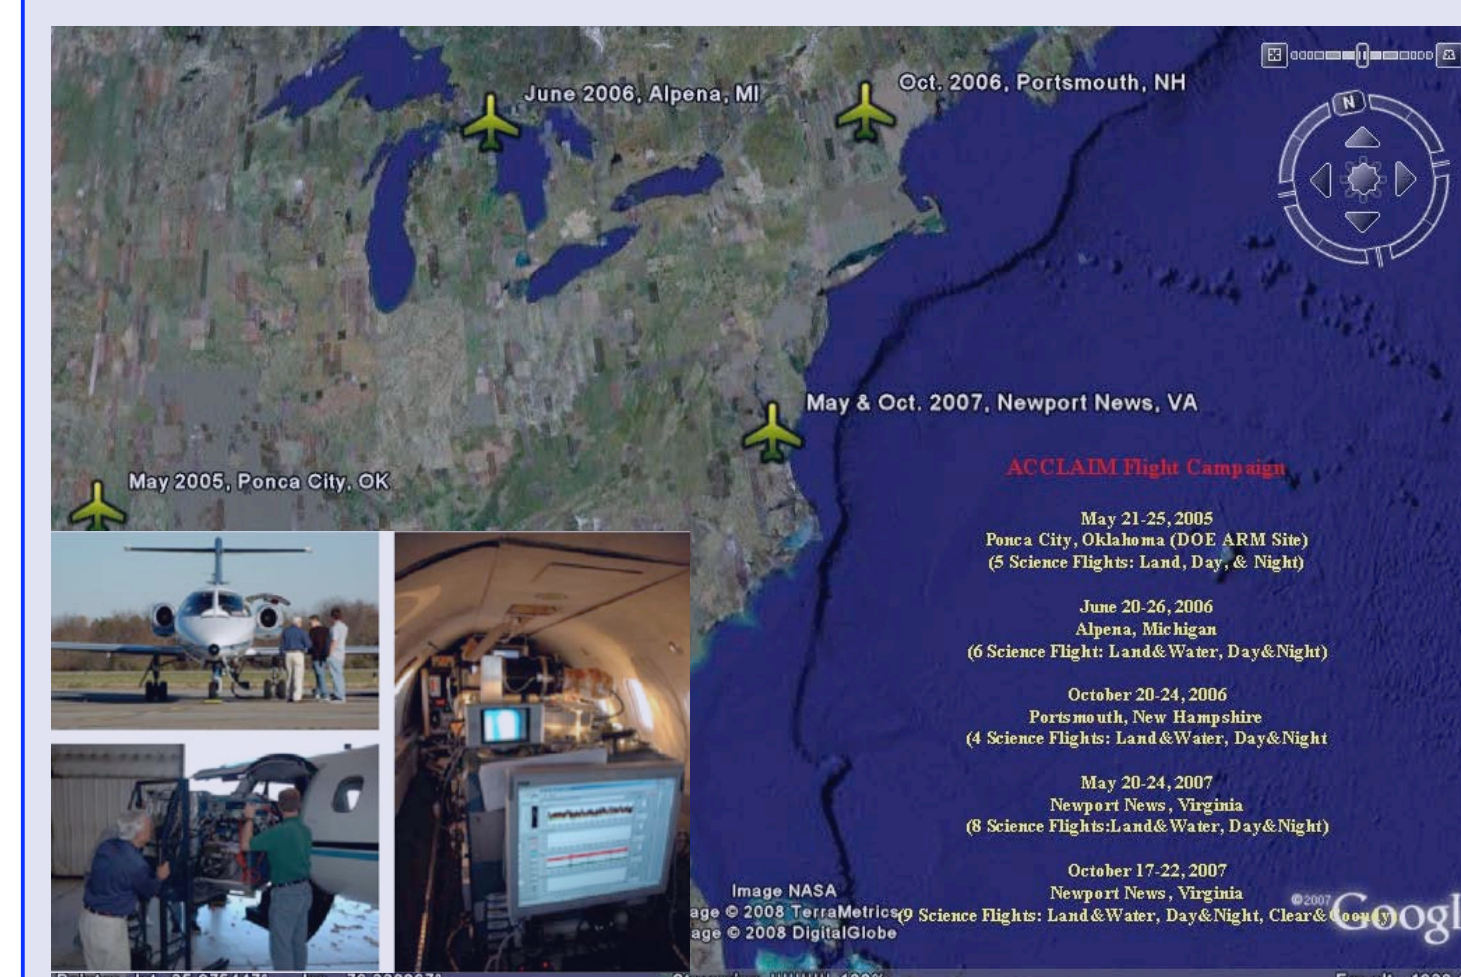 June 2006, Alpena, MI
Oct. 2006, Portsmouth, NH
N
May & Oct. 2007, Newport News, VA
May 2005, Ponca City, OK
ACCLAIM Flight Campaign
May 21-25, 2005
Ponca City, Oklahoma (DOE ARM Site)
(5 Science Flights: Land, Day, & Night)
June 20-26, 2006
Alpena, Michigan
(6 Science Flight: Land&Water, Day&Night)
October 20-24, 2006
Portsmouth, New Hampshire
(4 Science Flights: Land&Water, Day&Night
May 20-24, 2007
Newport News, Virginia
(8 Science Flights:Land&Water, Day&Night)
October 17-22, 2007
Newport News, Virginia
(9 Science Flights: Land&Water, Day&Night, Clear&
Image NASA
age © 2008 TerraMetrics
age © 2008 DigitalGlobe
©2007 Googl